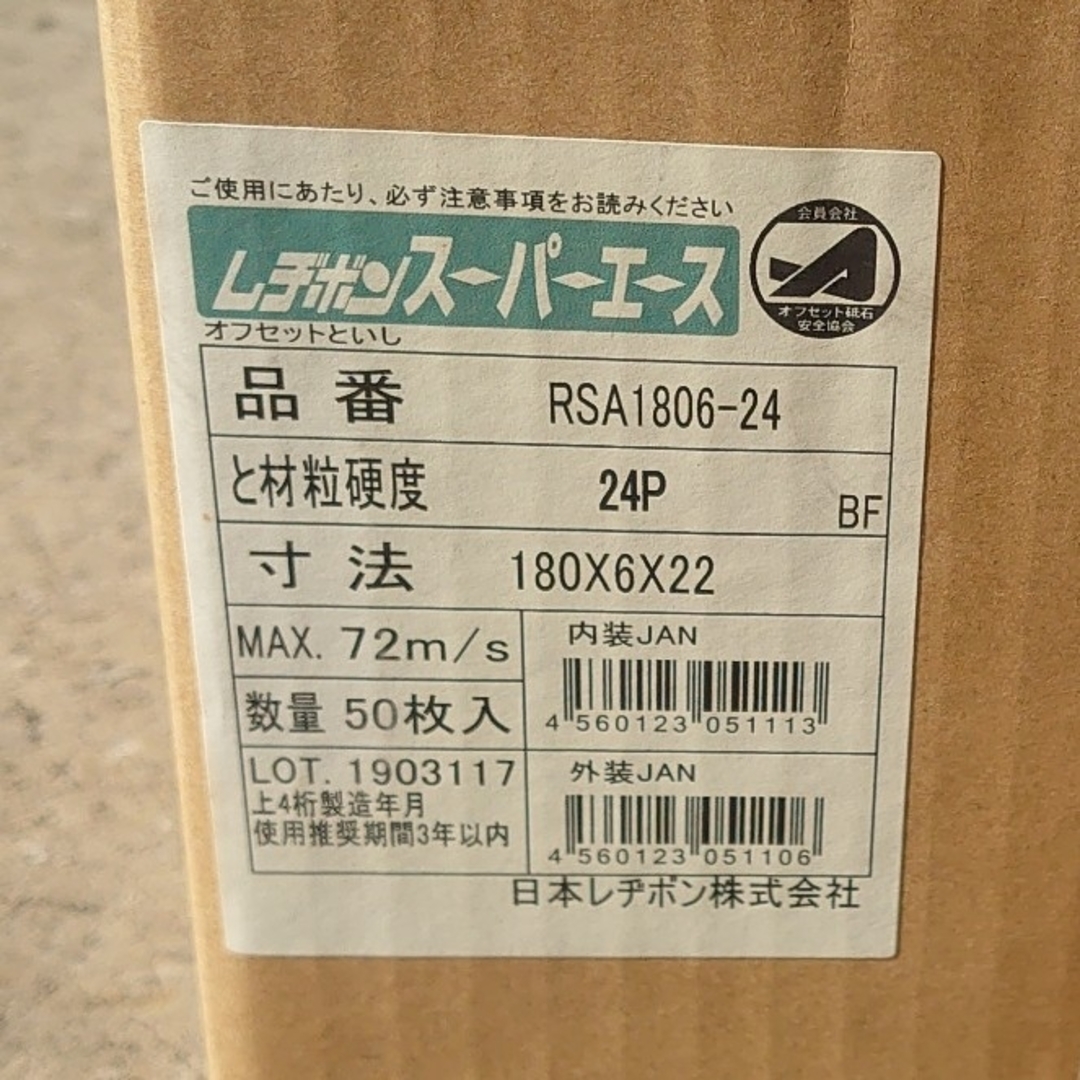 ご使用にあたり、必ず注意事項をお読みください
レヂボンスーパーエース
会員会社
オフセット砥石
安全協会
オフセットといし
品番 RSA1806-24
と材粒硬度 24P BF
寸法 180X6X22
MAX. 72m/s
数量 50枚入
内装JAN
4 560123 051113
LOT. 1903117
上4桁製造年月
使用推奨期間3年以内
外装JAN
4 560123 051106
日本レヂボン株式会社